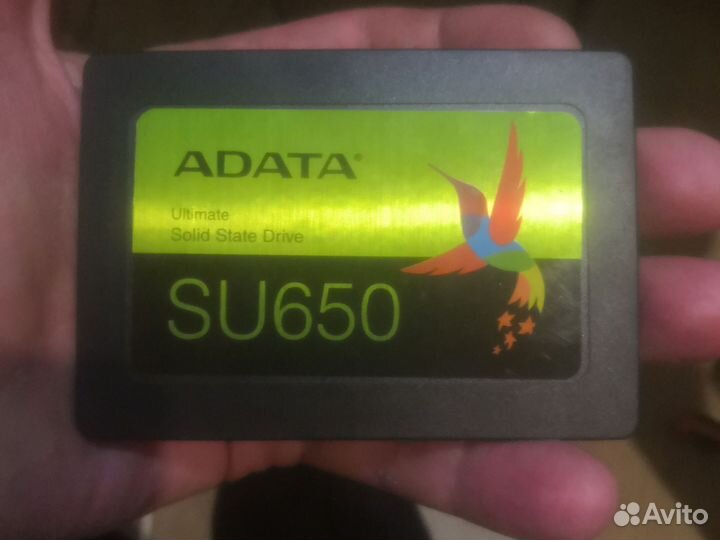 ADATA®
Ultimate
Solid State Drive
SU650
Avito